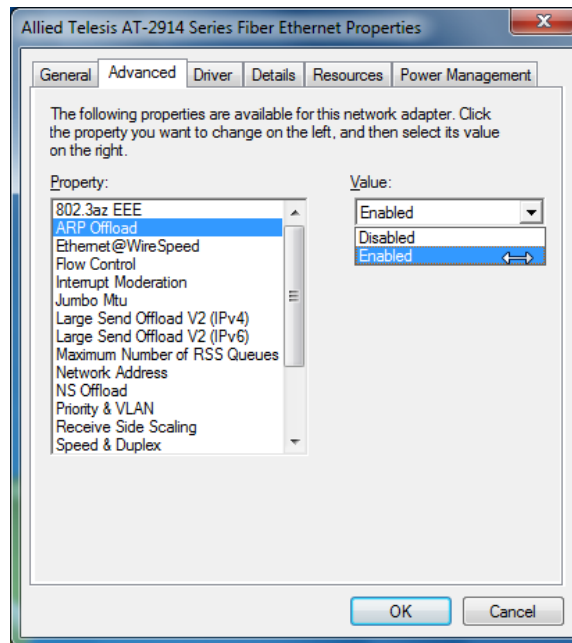 Allied Telesis AT-2914 Series Fiber Ethernet Properties
General Advanced Driver Details Resources Power Management
The following properties are available for this network adapter. Click
the property you want to change on the left, and then select its value
on the right.
Property:
802.3az EEE
ARP Offload
Ethernet@WireSpeed
Flow Control
Interrupt Moderation
Jumbo Mtu
Large Send Offload V2 (IPv4)
Large Send Offload V2 (IPv6)
Maximum Number of RSS Queues
Network Address
NS Offload
Priority & VLAN
Receive Side Scaling
Speed & Duplex
Value:
Enabled
Disabled
Enabled
OK Cancel